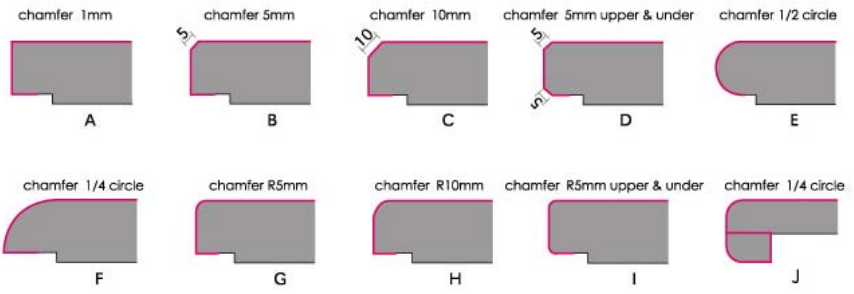 chamfer 1mm
chamfer 5mm
chamfer 10mm
chamfer 5mm upper & under
chamfer 1/2 circle
5
10
5
5
A
B
C
D
E
chamfer 1/4 circle
chamfer R5mm
chamfer R10mm
chamfer R5mm upper & under
chamfer 1/4 circle
F
G
H
I
J